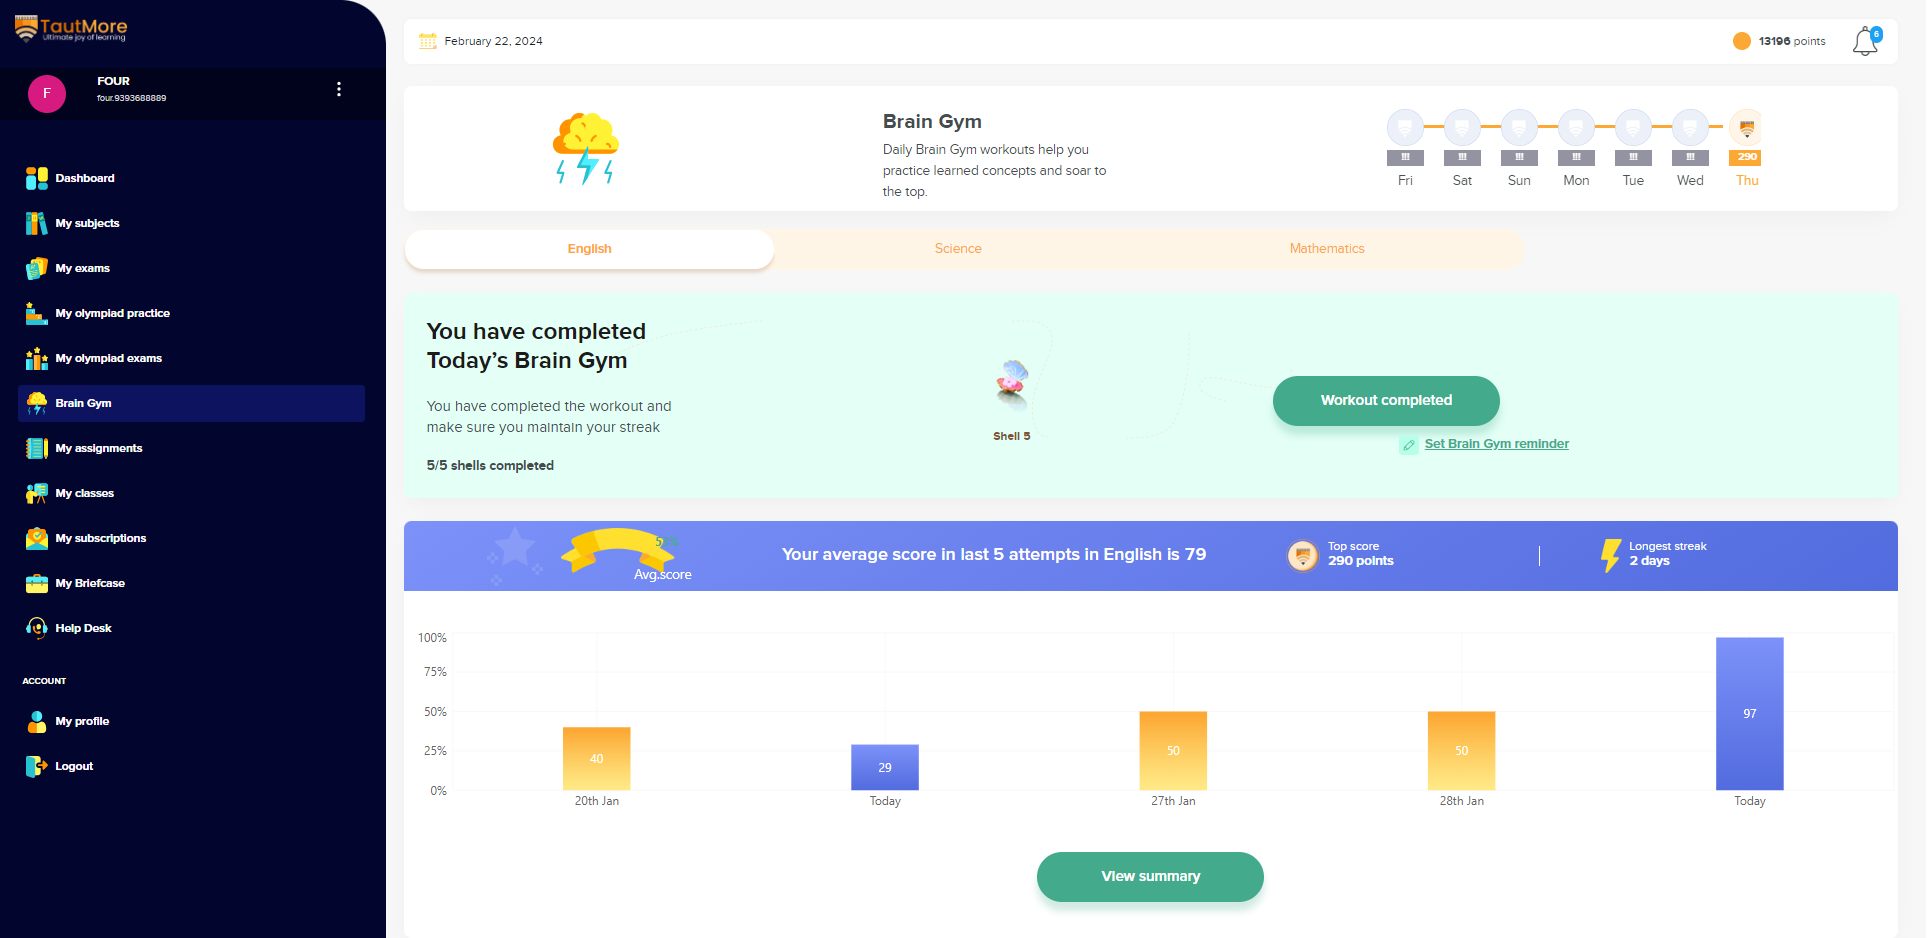 TautMore
Ultimate joy of learning
F
FOUR
four.9393688889
Dashboard
My subjects
My exams
My olympiad practice
My olympiad exams
Brain Gym
My assignments
My classes
My subscriptions
My Briefcase
Help Desk
ACCOUNT
My profile
Logout
February 22, 2024
13196 points
6
Brain Gym
Daily Brain Gym workouts help you
practice learned concepts and soar to
the top.
!!! !!! !!! !!! !!! !!! 290
Fri Sat Sun Mon Tue Wed Thu
English Science Mathematics
You have completed
Today’s Brain Gym
You have completed the workout and
make sure you maintain your streak
5/5 shells completed
Shell 5
Workout completed
Set Brain Gym reminder
Avg.score
Your average score in last 5 attempts in English is 79
Top score
290 points
Longest streak
2 days
100%
75%
50%
25%
0%
40
29
50
50
97
20th Jan
Today
27th Jan
28th Jan
Today
View summary